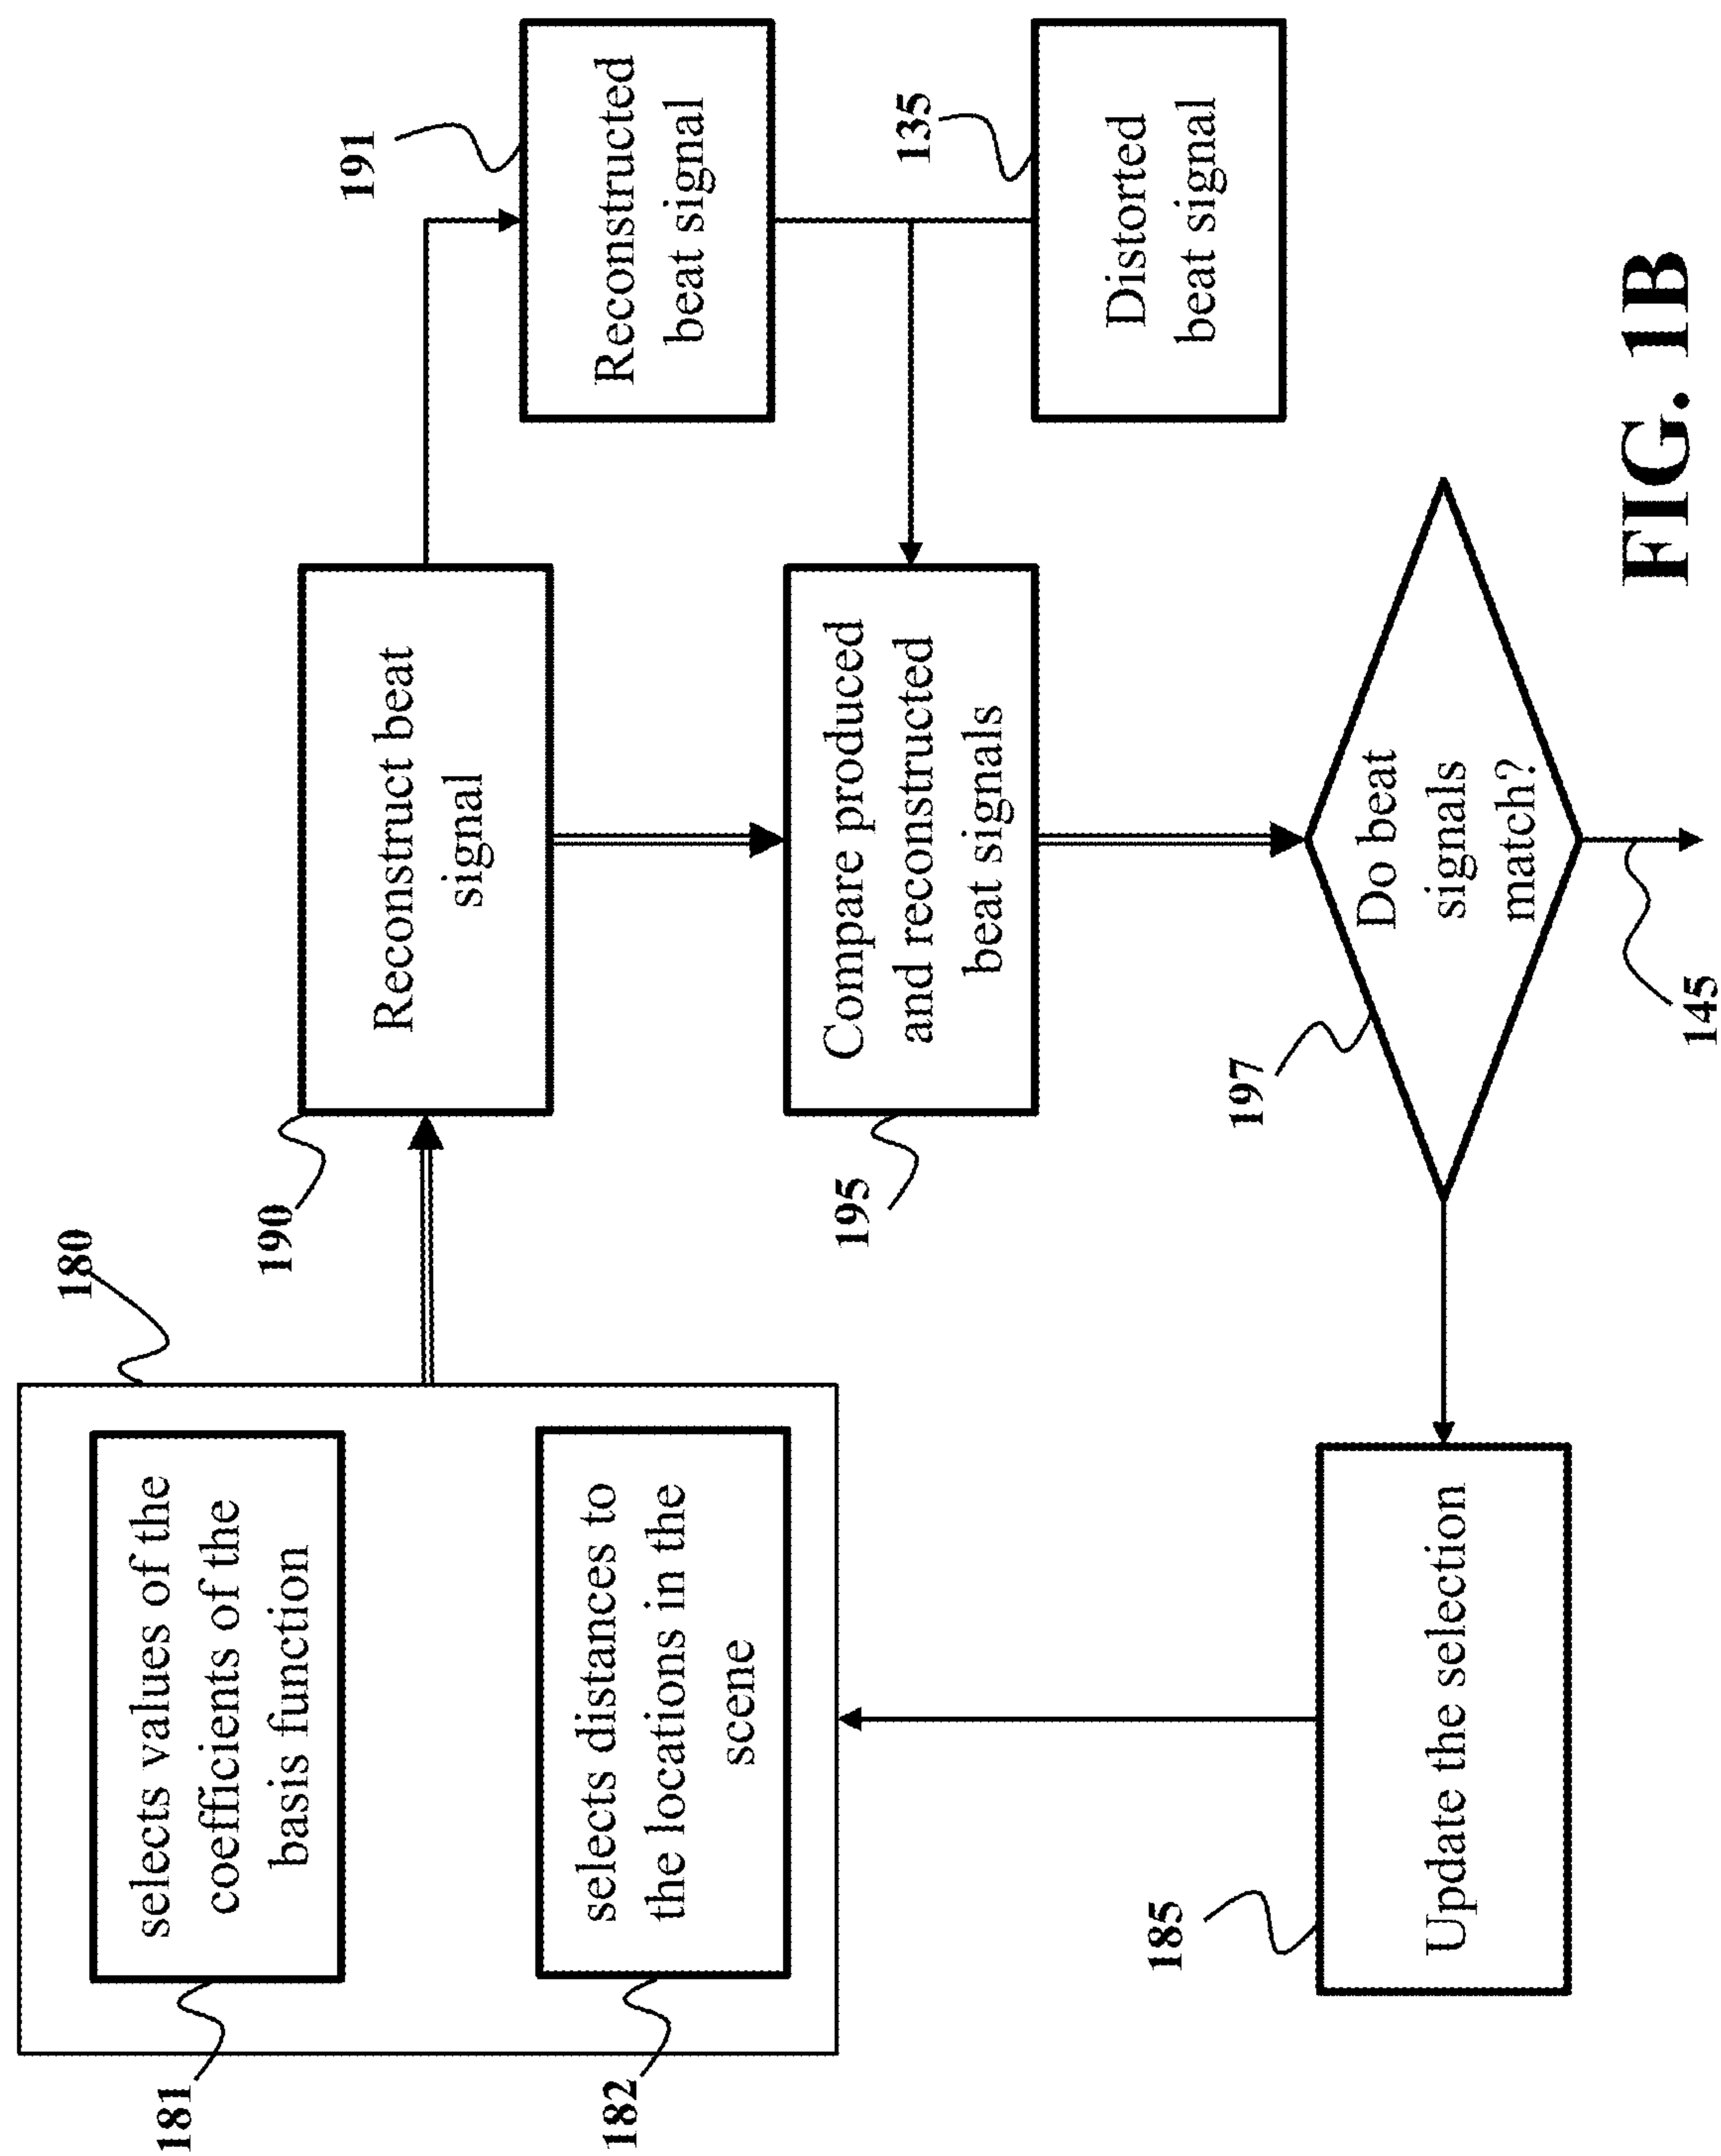 180
181
selects values of the
coefficients of the
basis function
182
selects distances to
the locations in the
scene
190
Reconstruct beat
signal
191
Reconstructed
beat signal
195
Compare produced
and reconstructed
beat signals
135
Distorted
beat signal
185
Update the selection
197
Do beat
signals
match?
145
FIG. 1B